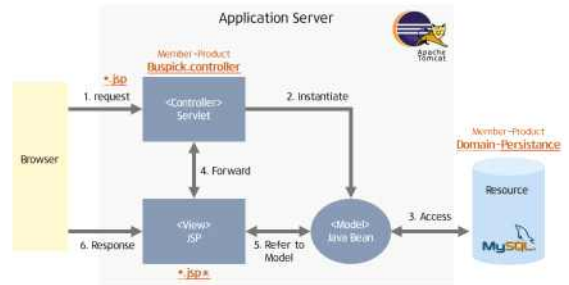 Application Server
Apache
Tomcat
Member-Product
Buspick.controller
*.jsp
1. request
<Controller>
Servlet
2. Instantiate
Member-Product
Domain-Persistance
Browser
4. Forward
Resource
<View>
JSP
<Model>
Java Bean
3. Access
6. Response
5. Refer to
Model
MySQL
*.jsp*